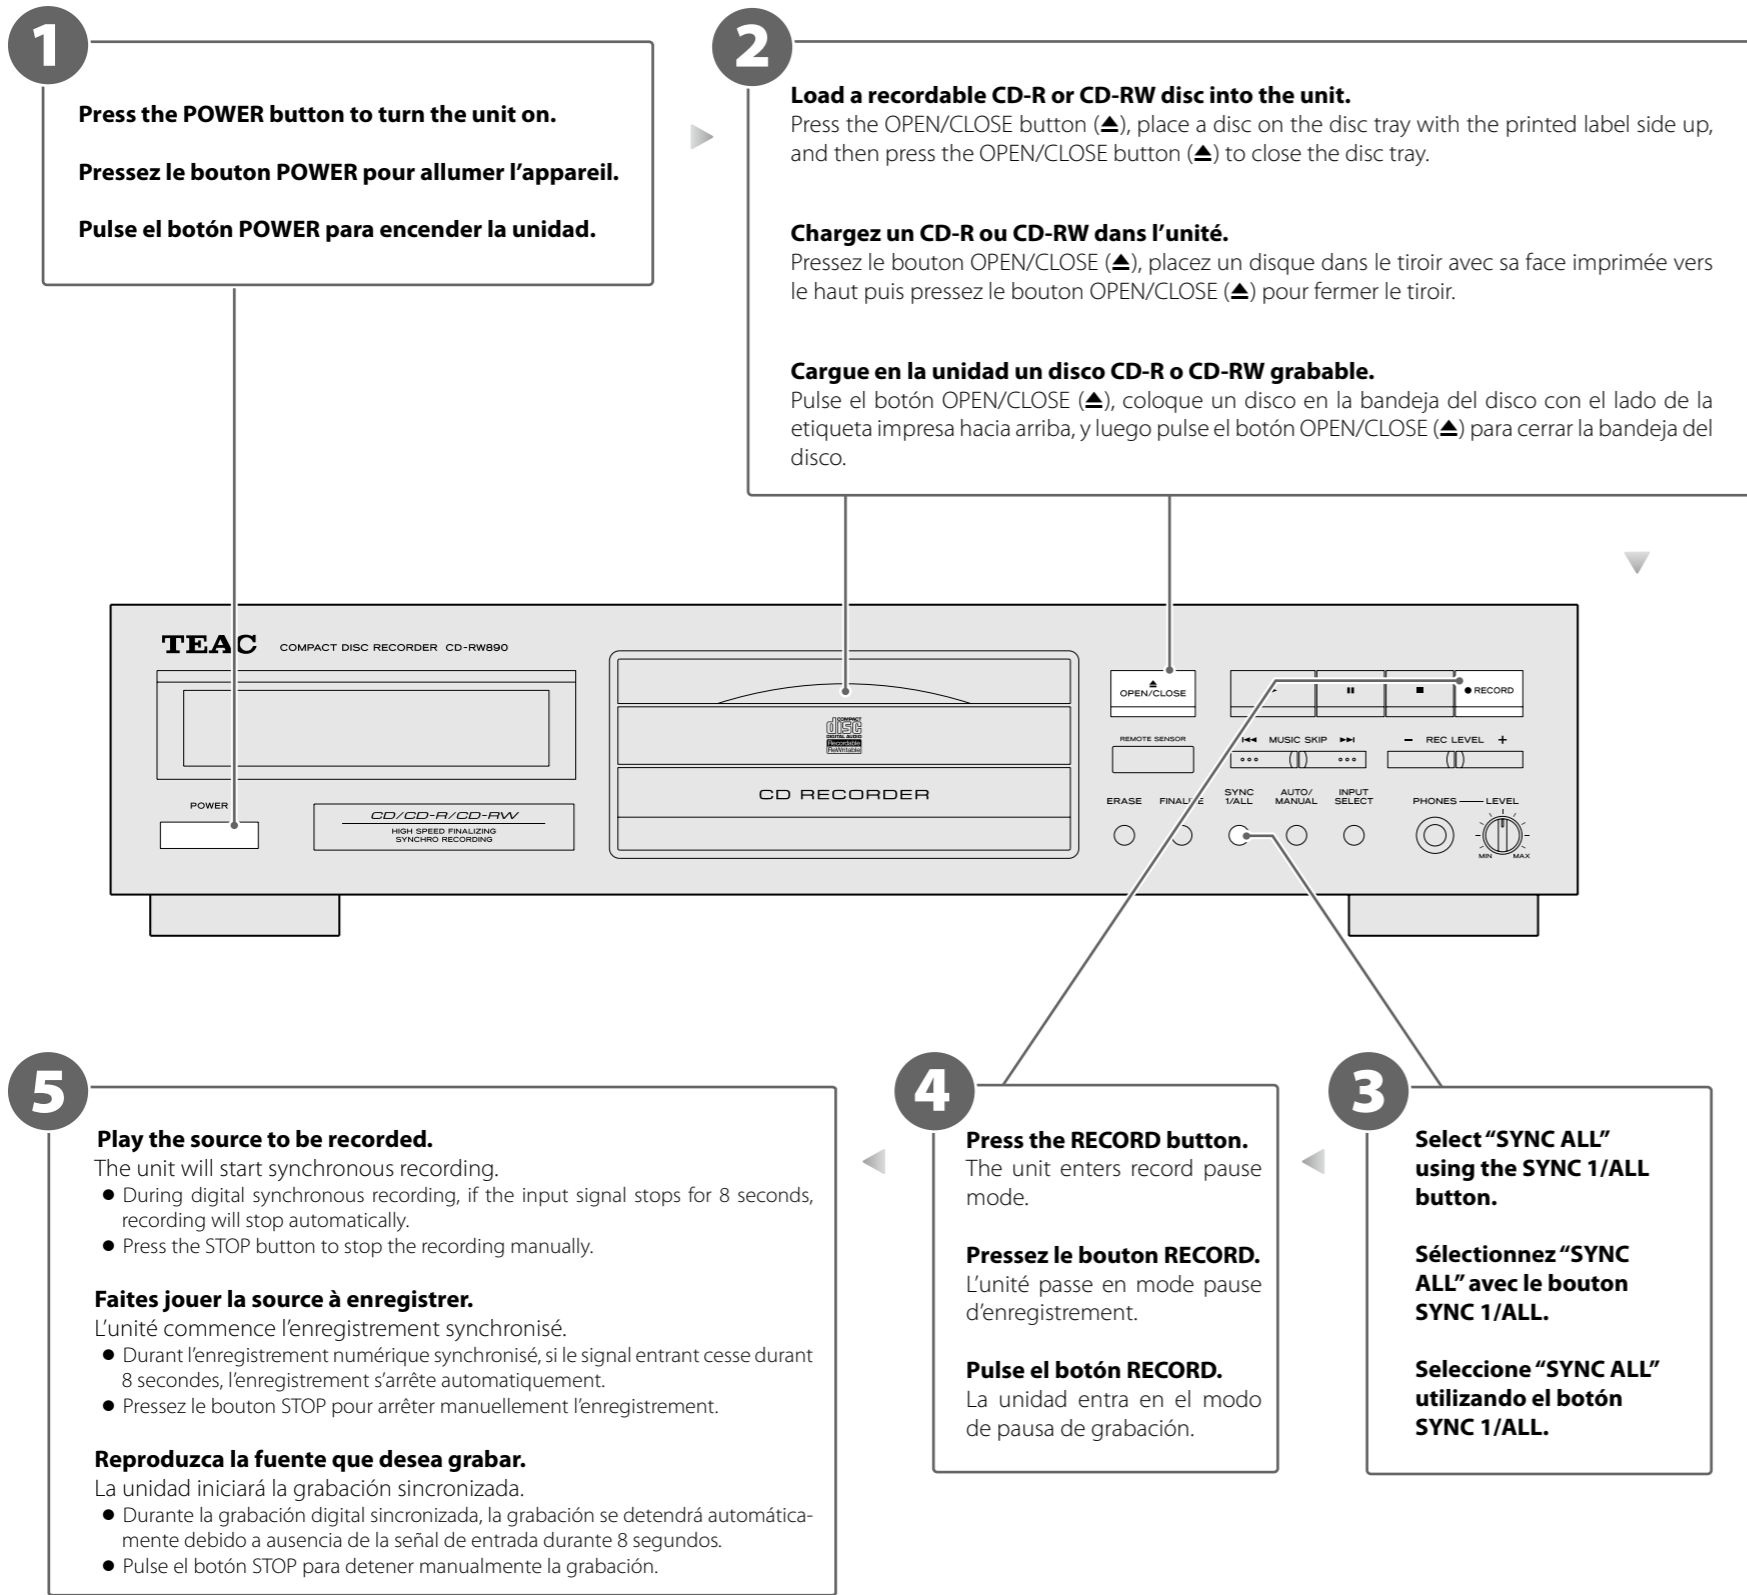 1
Press the POWER button to turn the unit on.
Pressez le bouton POWER pour allumer l’appareil.
Pulse el botón POWER para encender la unidad.
2
Load a recordable CD-R or CD-RW disc into the unit.
Press the OPEN/CLOSE button (⏏), place a disc on the disc tray with the printed label side up,
and then press the OPEN/CLOSE button (⏏) to close the disc tray.
Chargez un CD-R ou CD-RW dans l’unité.
Pressez le bouton OPEN/CLOSE (⏏), placez un disque dans le tiroir avec sa face imprimée vers
le haut puis pressez le bouton OPEN/CLOSE (⏏) pour fermer le tiroir.
Cargue en la unidad un disco CD-R o CD-RW grabable.
Pulse el botón OPEN/CLOSE (⏏), coloque un disco en la bandeja del disco con el lado de la
etiqueta impresa hacia arriba, y luego pulse el botón OPEN/CLOSE (⏏) para cerrar la bandeja del
disco.
TEAC COMPACT DISC RECORDER CD-RW890
POWER
CD/CD-R/CD-RW
HIGH SPEED FINALIZING
SYNCHRO RECORDING
COMPACT
disc
DIGITAL AUDIO
Recordable
ReWritable
CD RECORDER
OPEN/CLOSE
● RECORD
REMOTE SENSOR
MUSIC SKIP
− REC LEVEL +
ERASE
FINALIZE
SYNC
1/ALL
AUTO/
MANUAL
INPUT
SELECT
PHONES
LEVEL
MIN
MAX
3
Select “SYNC ALL”
using the SYNC 1/ALL
button.
Sélectionnez “SYNC
ALL” avec le bouton
SYNC 1/ALL.
Seleccione “SYNC ALL”
utilizando el botón
SYNC 1/ALL.
4
Press the RECORD button.
The unit enters record pause
mode.
Pressez le bouton RECORD.
L’unité passe en mode pause
d’enregistrement.
Pulse el botón RECORD.
La unidad entra en el modo
de pausa de grabación.
5
Play the source to be recorded.
The unit will start synchronous recording.
● During digital synchronous recording, if the input signal stops for 8 seconds,
recording will stop automatically.
● Press the STOP button to stop the recording manually.
Faites jouer la source à enregistrer.
L’unité commence l’enregistrement synchronisé.
● Durant l’enregistrement numérique synchronisé, si le signal entrant cesse durant
8 secondes, l’enregistrement s’arrête automatiquement.
● Pressez le bouton STOP pour arrêter manuellement l’enregistrement.
Reproduzca la fuente que desea grabar.
La unidad iniciará la grabación sincronizada.
● Durante la grabación digital sincronizada, la grabación se detendrá automática-
mente debido a ausencia de la señal de entrada durante 8 segundos.
● Pulse el botón STOP para detener manualmente la grabación.